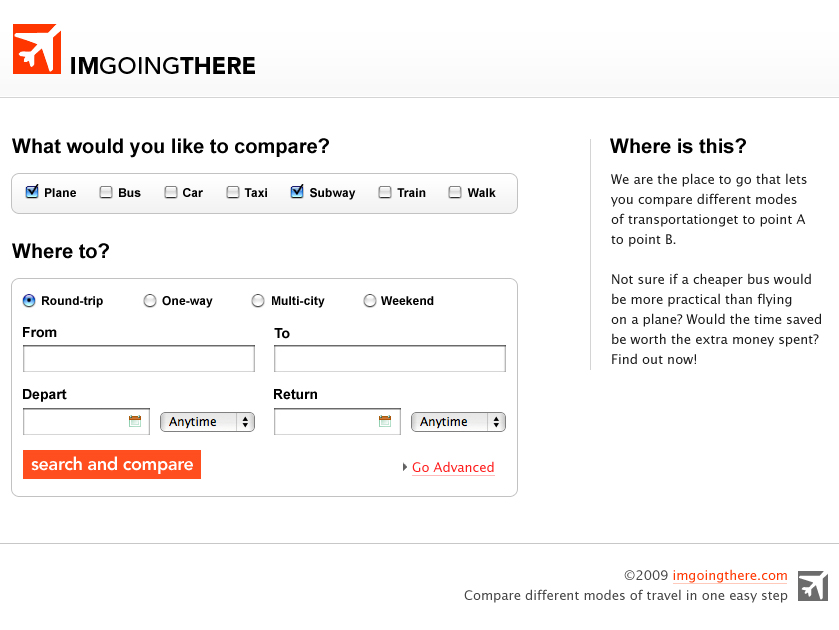 IMGOINGTHERE
What would you like to compare?
Plane Bus Car Taxi Subway Train Walk
Where to?
Round-trip One-way Multi-city Weekend
From To
Depart Return
Anytime Anytime
search and compare Go Advanced
Where is this?
We are the place to go that lets
you compare different modes
of transportationget to point A
to point B.
Not sure if a cheaper bus would
be more practical than flying
on a plane? Would the time saved
be worth the extra money spent?
Find out now!
©2009 imgoingthere.com
Compare different modes of travel in one easy step